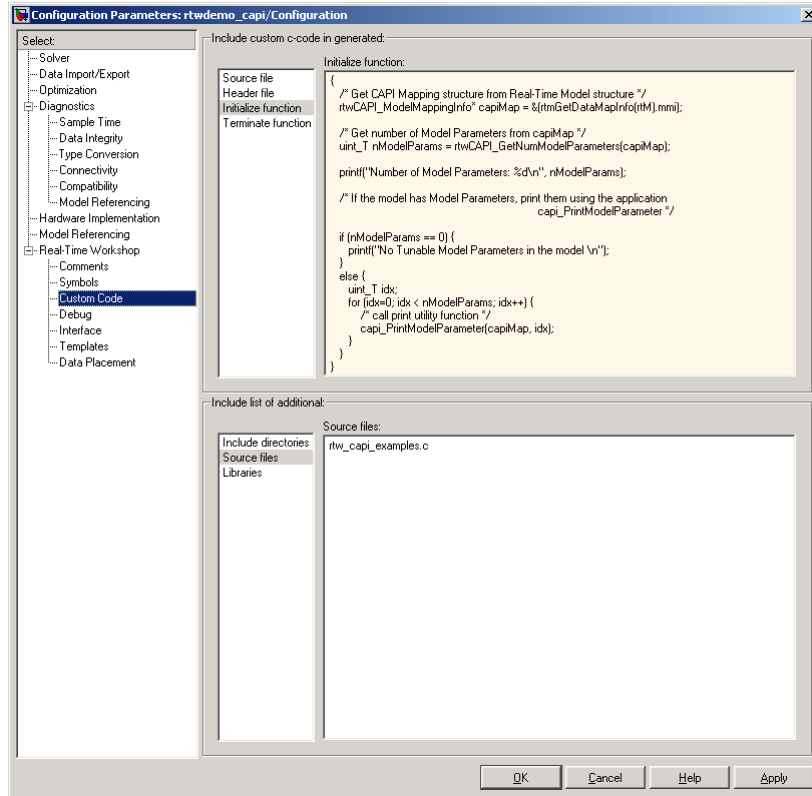 Configuration Parameters: rtwdemo_capi/Configuration
Select:
Solver
Data Import/Export
Optimization
Diagnostics
Sample Time
Data Integrity
Type Conversion
Connectivity
Compatibility
Model Referencing
Hardware Implementation
Model Referencing
Real-Time Workshop
Comments
Symbols
Custom Code
Debug
Interface
Templates
Data Placement
Include custom c-code in generated:
Source file
Header file
Initialize function
Terminate function
Initialize function:
{
/* Get CAPI Mapping structure from Real-Time Model structure */
rtwCAPI_ModelMappingInfo* capiMap = &(rtmGetDataMapInfo(rtM).mmi);
/* Get number of Model Parameters from capiMap */
uint_T nModelParams = rtwCAPI_GetNumModelParameters(capiMap);
printf("Number of Model Parameters: %d\n", nModelParams);
/* If the model has Model Parameters, print them using the application
capi_PrintModelParameter */
if (nModelParams == 0) {
printf("No Tunable Model Parameters in the model \n");
}
else {
uint_T idx;
for (idx=0; idx < nModelParams; idx++) {
/* call print utility function */
capi_PrintModelParameter(capiMap, idx);
}
}
}
Include list of additional:
Include directories
Source files
Libraries
Source files:
rtw_capi_examples.c
OK
Cancel
Help
Apply